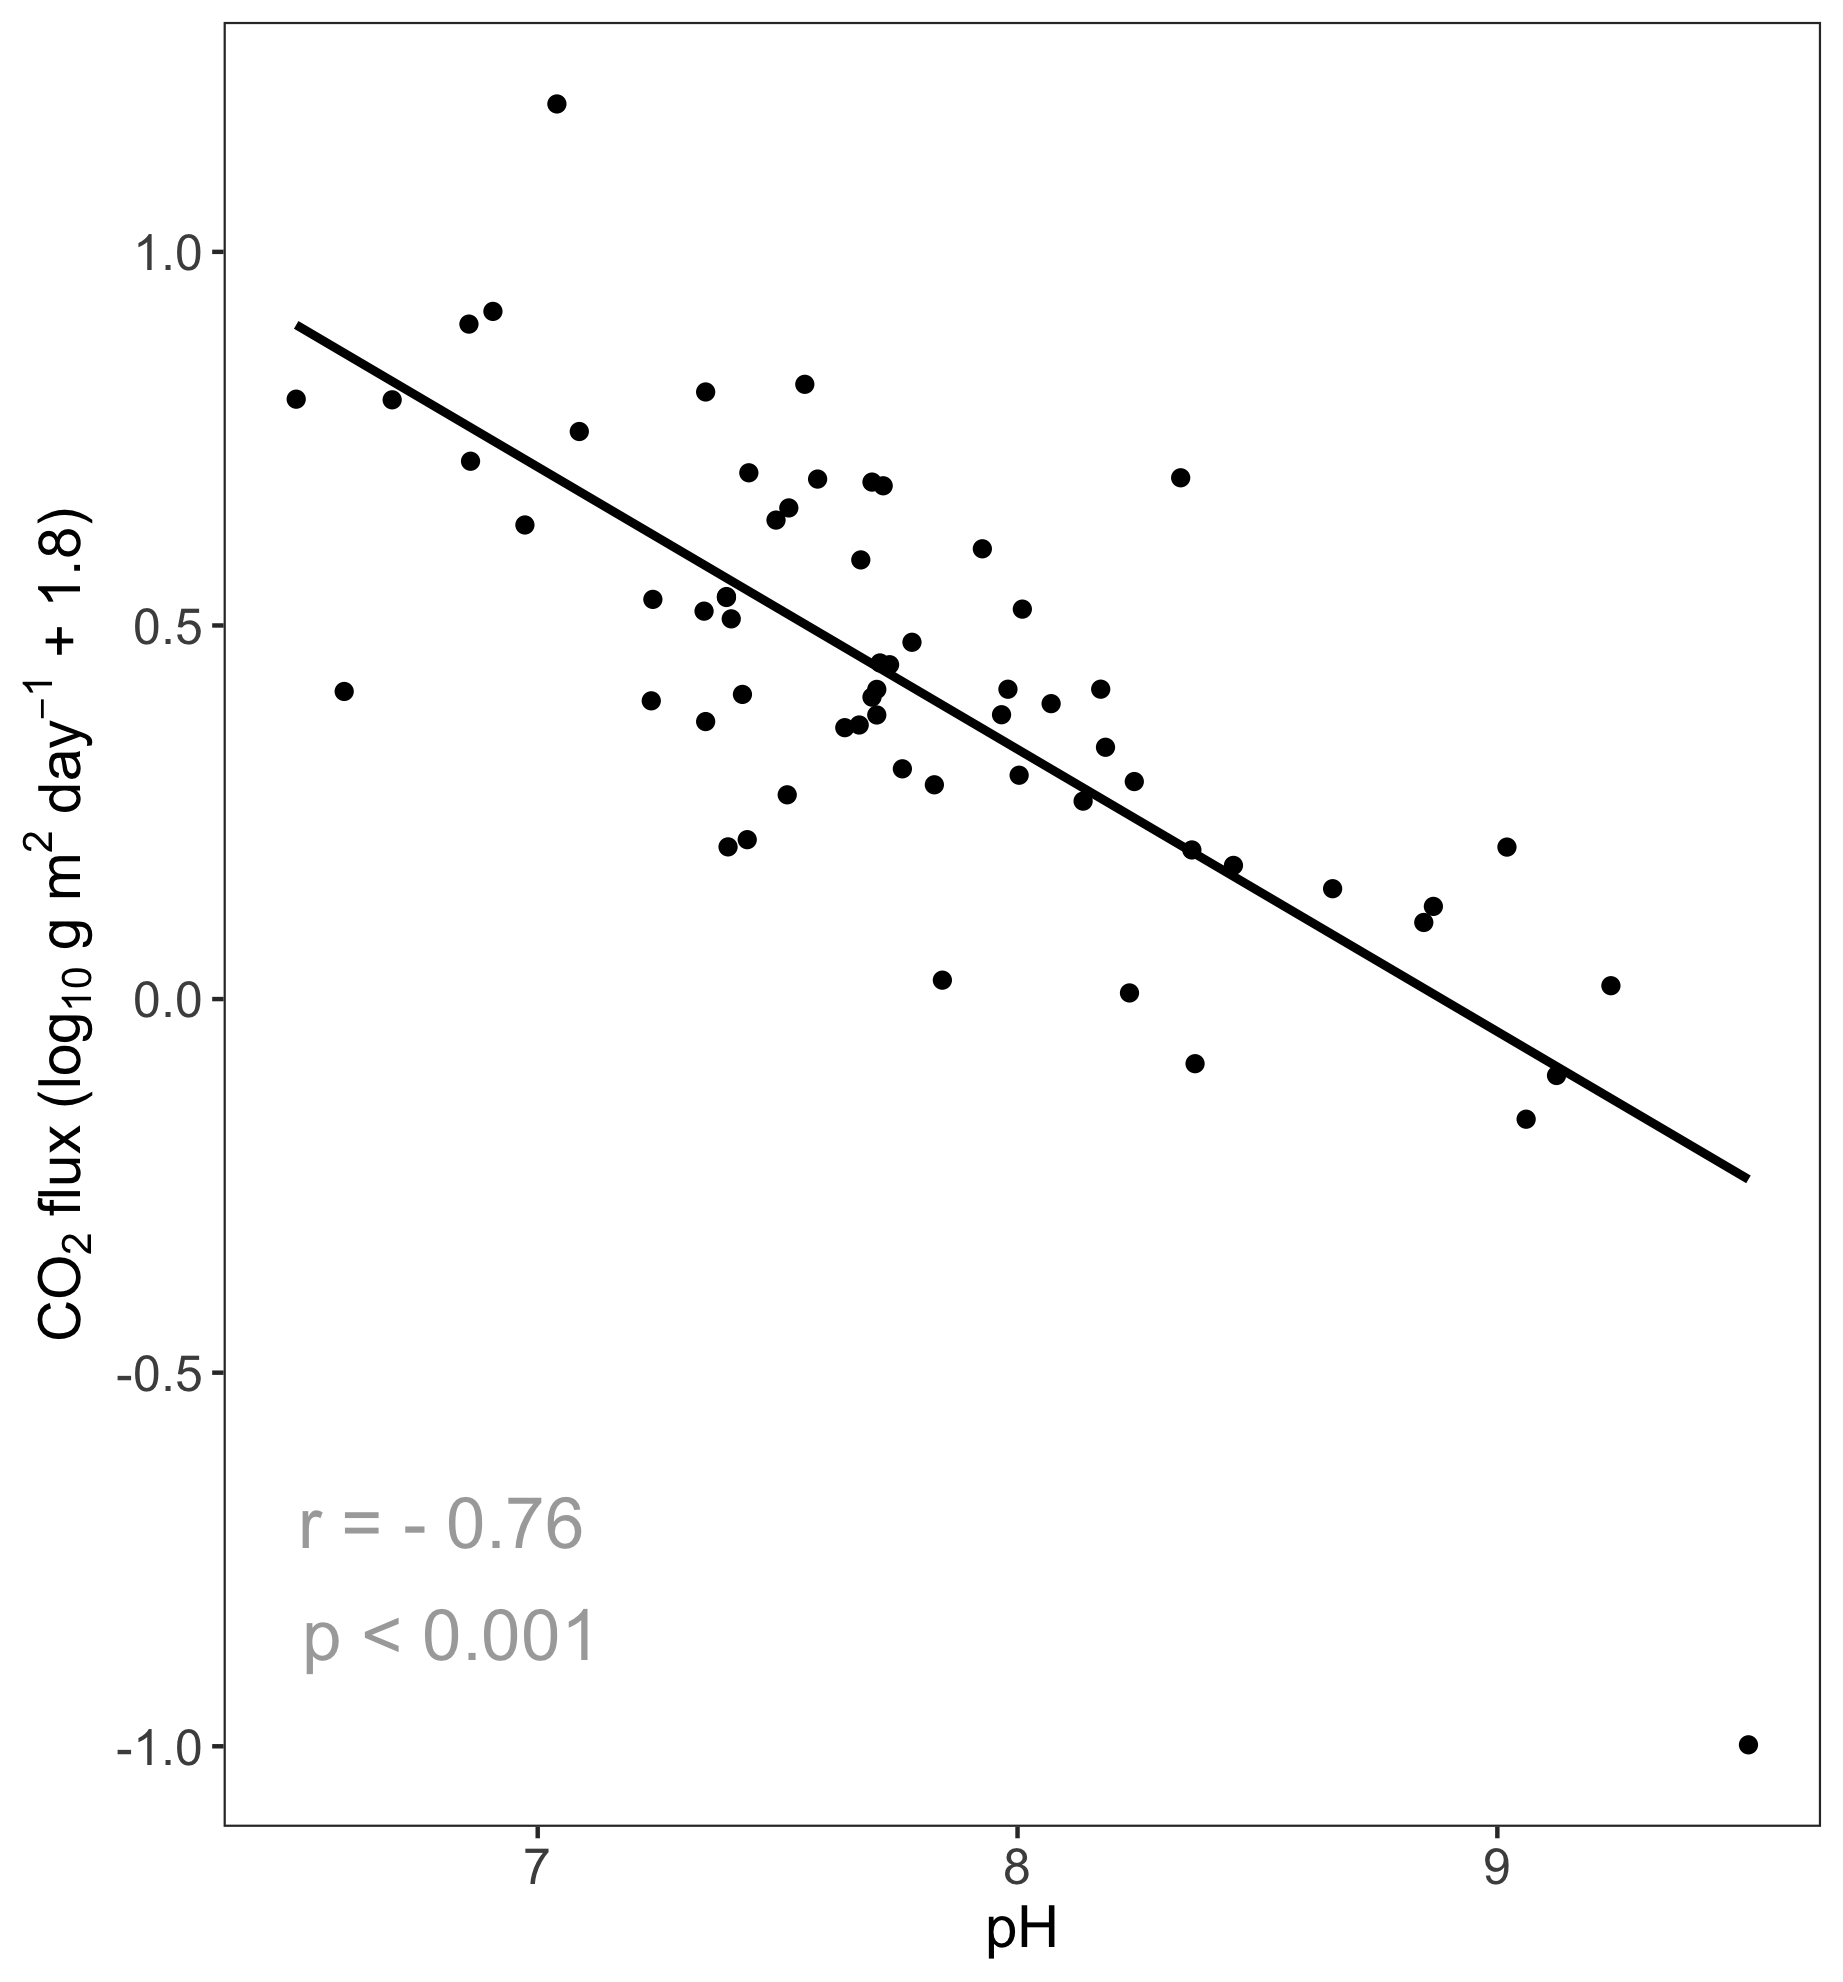 CO₂ flux (log₁₀ g m² day⁻¹ + 1.8)
1.0
0.5
0.0
-0.5
-1.0
r = - 0.76
p < 0.001
7 8 9
pH